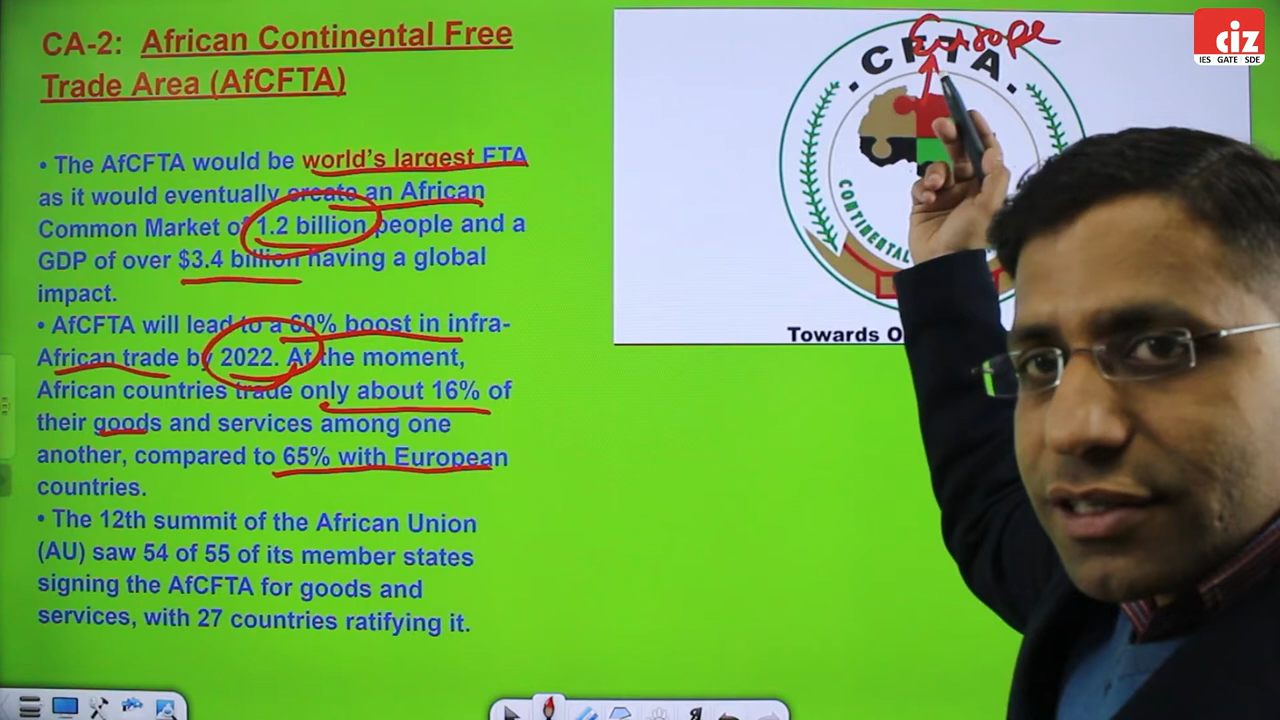 CA-2: African Continental Free
Trade Area (AfCFTA)
• The AfCFTA would be world's largest FTA
as it would eventually create an African
Common Market of 1.2 billion people and a
GDP of over $3.4 billion having a global
impact.
• AfCFTA will lead to a 60% boost in infra-
African trade by 2022. At the moment,
African countries trade only about 16% of
their goods and services among one
another, compared to 65% with European
countries.
• The 12th summit of the African Union
(AU) saw 54 of 55 of its member states
signing the AfCFTA for goods and
services, with 27 countries ratifying it.
Europe
CFTA
CONTINENTAL
Towards
ciz
IES GATE SDE